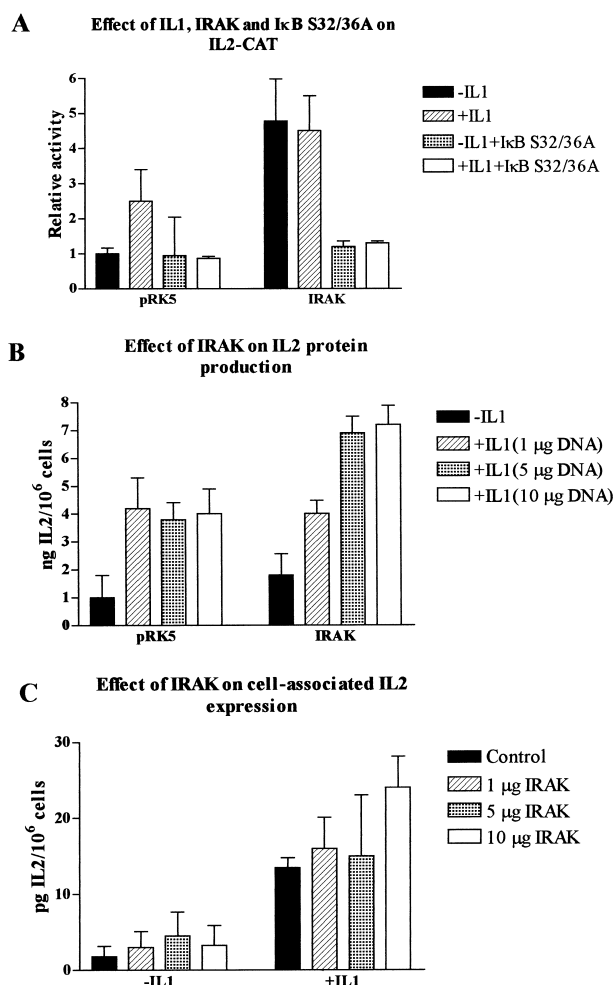 A
Effect of IL1, IRAK and IκB S32/36A on
IL2-CAT
Relative activity
6
5
4
3
2
1
0
pRK5
IRAK
-IL1
+IL1
-IL1+IκB S32/36A
+IL1+IκB S32/36A
B
Effect of IRAK on IL2 protein
production
ng IL2/10⁶ cells
8
7
6
5
4
3
2
1
0
pRK5
IRAK
-IL1
+IL1(1 µg DNA)
+IL1(5 µg DNA)
+IL1(10 µg DNA)
C
Effect of IRAK on cell-associated IL2
expression
pg IL2/10⁶ cells
30
20
10
0
-IL1
+IL1
Control
1 µg IRAK
5 µg IRAK
10 µg IRAK